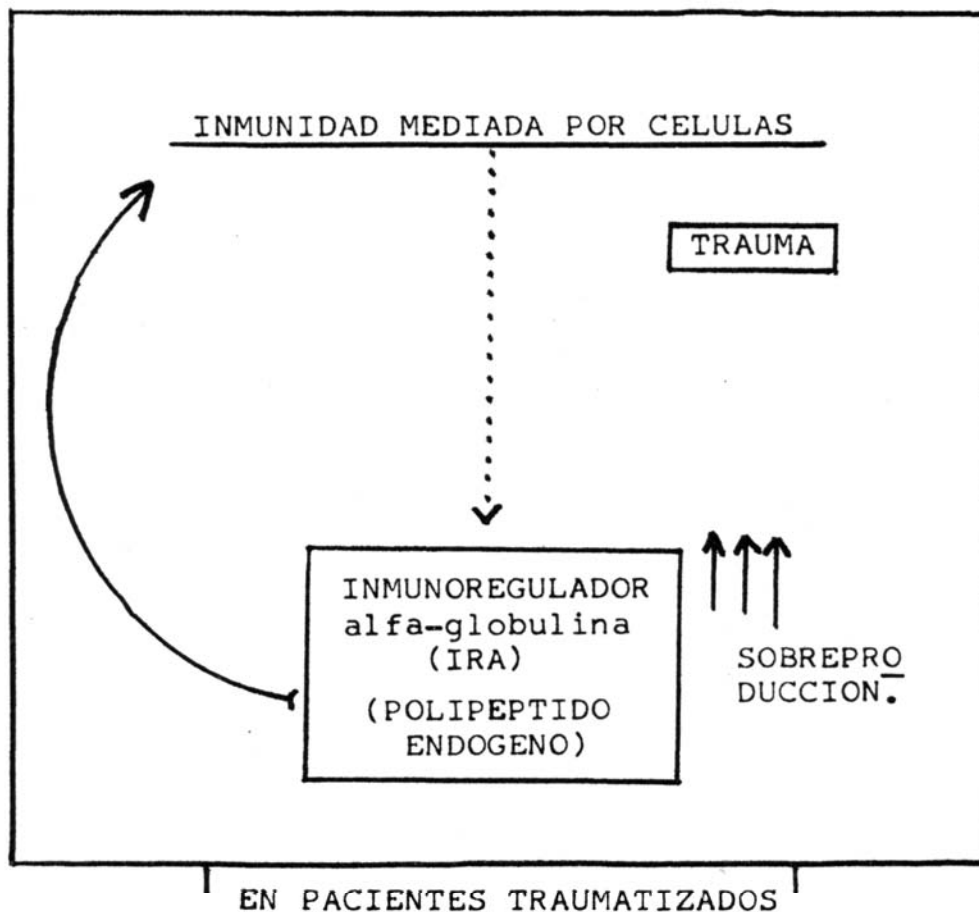 INMUNIDAD MEDIADA POR CELULAS
TRAUMA
INMUNOREGULADOR
alfa-globulina
(IRA)
(POLIPEPTIDO
ENDOGENO)
SOBREPRO
DUCCION.
EN PACIENTES TRAUMATIZADOS